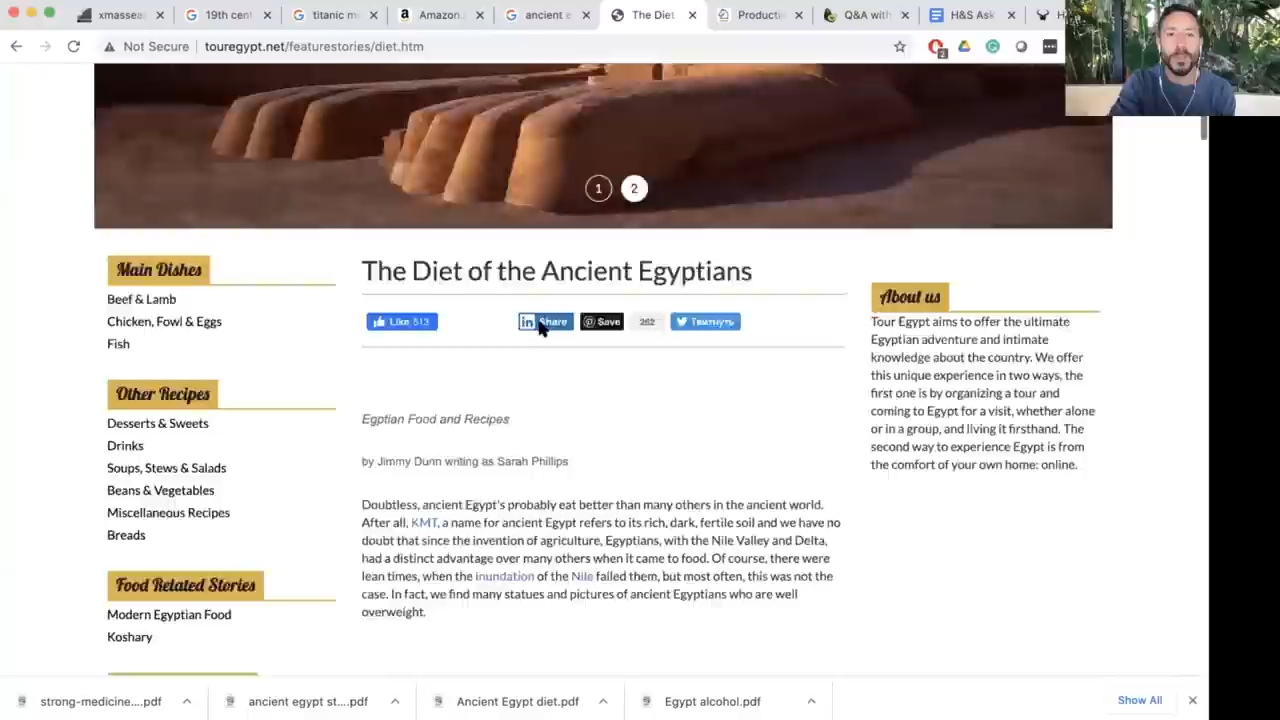 xmassea
19th cent
titanic m
Amazon.
ancient e
The Diet
Producti
Q&A with
H&S Ask
H
Not Secure
touregypt.net/featurestories/diet.htm
2
1
2
Main Dishes
Beef & Lamb
Chicken, Fowl & Eggs
Fish
Other Recipes
Desserts & Sweets
Drinks
Soups, Stews & Salads
Beans & Vegetables
Miscellaneous Recipes
Breads
Food Related Stories
Modern Egyptian Food
Koshary
The Diet of the Ancient Egyptians
Like 513
in Share
Save
262
Твитнуть
Egptian Food and Recipes
by Jimmy Dunn writing as Sarah Phillips
Doubtless, ancient Egypt's probably eat better than many others in the ancient world.
After all, KMT, a name for ancient Egypt refers to its rich, dark, fertile soil and we have no
doubt that since the invention of agriculture, Egyptians, with the Nile Valley and Delta,
had a distinct advantage over many others when it came to food. Of course, there were
lean times, when the inundation of the Nile failed them, but most often, this was not the
case. In fact, we find many statues and pictures of ancient Egyptians who are well
overweight.
About us
Tour Egypt aims to offer the ultimate
Egyptian adventure and intimate
knowledge about the country. We offer
this unique experience in two ways, the
first one is by organizing a tour and
coming to Egypt for a visit, whether alone
or in a group, and living it firsthand. The
second way to experience Egypt is from
the comfort of your own home: online.
strong-medicine....pdf
ancient egypt st....pdf
Ancient Egypt diet.pdf
Egypt alcohol.pdf
Show All